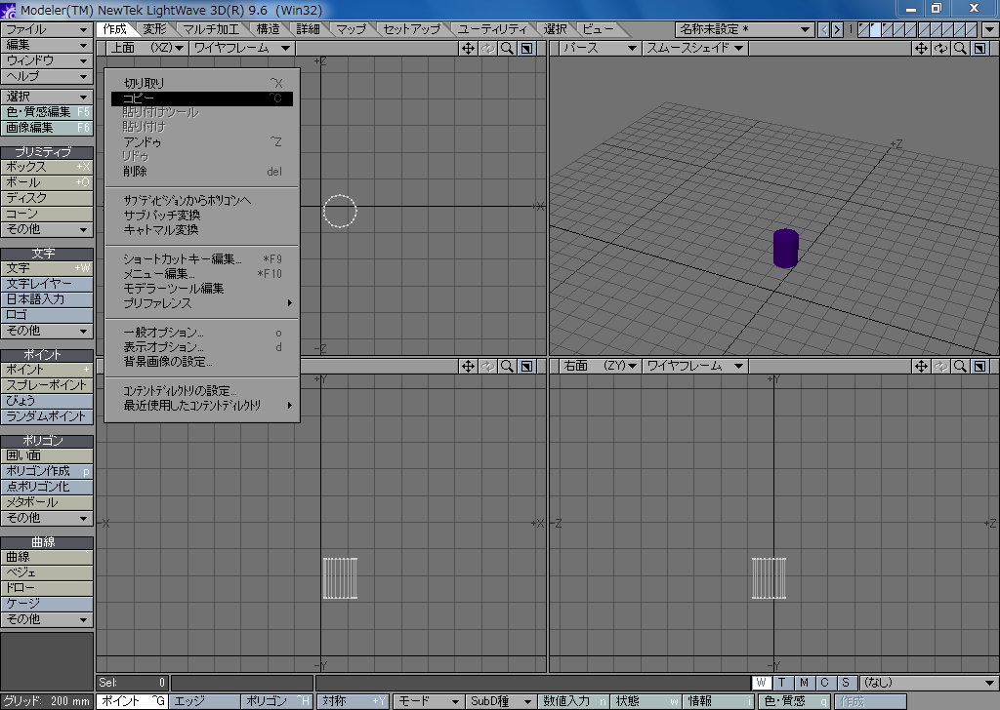 Modeler(TM) NewTek LightWave 3D(R) 9.6 (Win32)
ファイル 作成 変形 マルチ加工 構造 詳細 マップ セットアップ ユーティリティ 選択 ビュー 名称未設定 * 1
編集
ウィンドウ
ヘルプ
選択
色・質感編集 F5
画像編集 F6
プリミティブ
ボックス +X
ボール +O
ディスク
コーン
その他
文字
文字 +W
文字レイヤー
日本語入力
ロゴ
その他
ポイント
ポイント +
スプレーポイント
びょう
ランダムポイント
ポリゴン
囲い面
ポリゴン作成 p
点ポリゴン化
メタボール
その他
曲線
曲線
ベジェ
ドロー
ケージ
その他
グリッド: 200 mm
上面 (XZ) ワイヤフレーム
+Z
+X
-Z
切り取り ^X
コピー ^C
貼り付けツール
貼り付け
アンドゥ ^Z
リドゥ
削除 del
サブディビジョンからポリゴンへ
サブパッチ変換
キャトマル変換
ショートカットキー編集... *F9
メニュー編集... *F10
モデラーツール編集
プリファレンス
一般オプション... o
表示オプション... d
背景画像の設定...
コンテントディレクトリの設定...
最近使用したコンテントディレクトリ
パース スムースシェイド
+Z
+Y
-X
+X
-Y
右面 (ZY) ワイヤフレーム
+Y
-Z
+Z
-Y
Sel: 0
W T M C S (なし)
ポイント ^G エッジ ポリゴン ^H 対称 +Y モード SubD種 数値入力 n 状態 w 情報 i 色・質感 q 作成